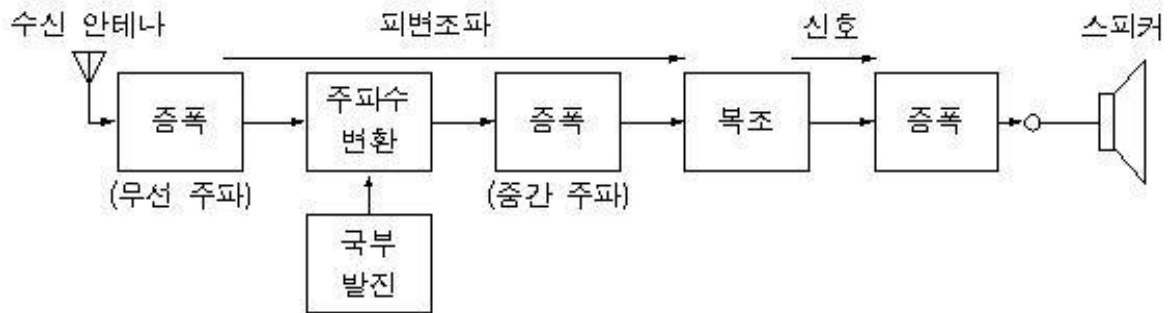 수신 안테나
피변조파
신호
스피커
증폭
주파수
변환
증폭
복조
증폭
(무선 주파)
(중간 주파)
국부
발진